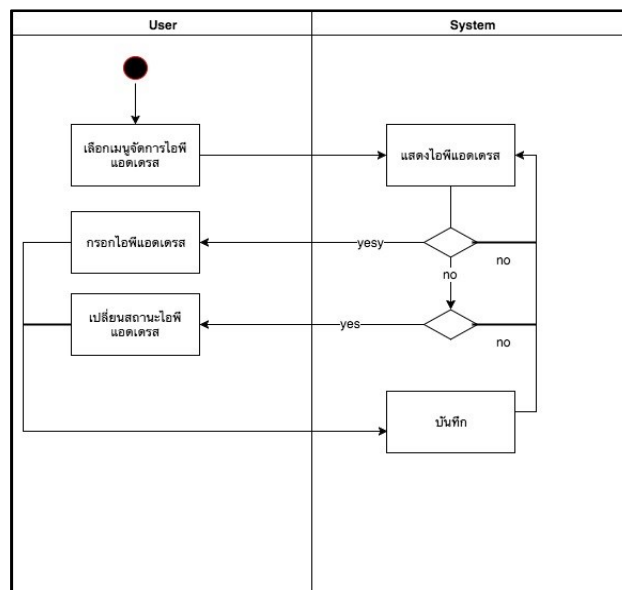 User
System
เลือกเมนูจัดการไอพี
แอดเดรส
แสดงไอพีแอดเดรส
กรอกไอพีแอดเดรส
yesy
no
no
เปลี่ยนสถานะไอพี
แอดเดรส
yes
no
บันทึก